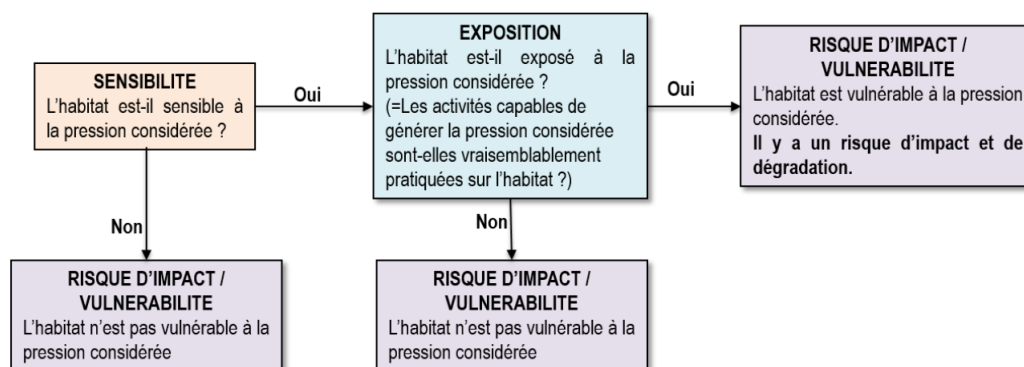 SENSIBILITE
L'habitat est-il sensible à
la pression considérée ?
Oui
EXPOSITION
L'habitat est-il exposé à la
pression considérée ?
(=Les activités capables de
générer la pression considérée
sont-elles vraisemblablement
pratiquées sur l'habitat ?)
Oui
RISQUE D'IMPACT /
VULNERABILITE
L'habitat est vulnérable à la pression
considérée.
Il y a un risque d'impact et de
dégradation.
Non
Non
RISQUE D'IMPACT /
VULNERABILITE
L'habitat n'est pas vulnérable à la
pression considérée
RISQUE D'IMPACT /
VULNERABILITE
L'habitat n'est pas vulnérable à la
pression considérée